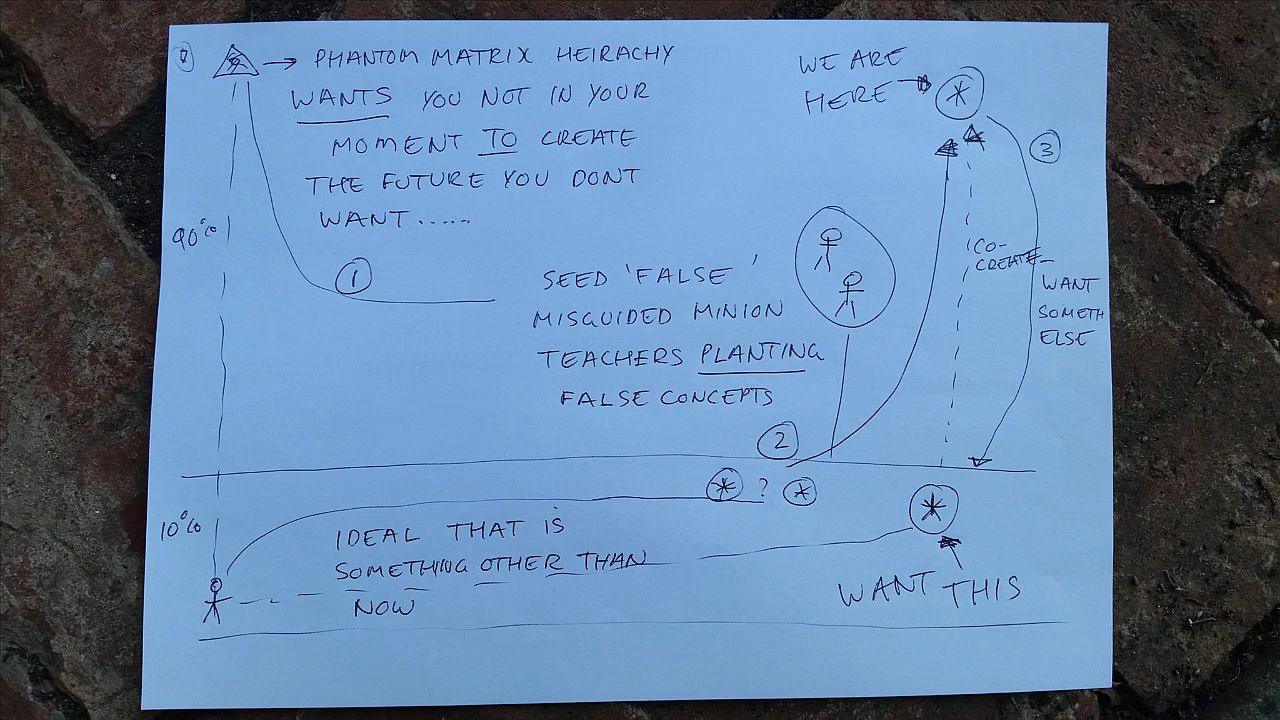 → PHANTOM MATRIX HEIRACHY
WANTS YOU NOT IN YOUR
MOMENT TO CREATE
THE FUTURE YOU DONT
WANT.....
WE ARE
HERE →
3
90%
1
SEED 'FALSE'
MISGUIDED MINION
TEACHERS PLANTING
FALSE CONCEPTS
CO-
CREATE
WANT
SOMETH
ELSE
2
* ? *
*
10%
IDEAL THAT IS
SOMETHING OTHER THAN
NOW
WANT THIS